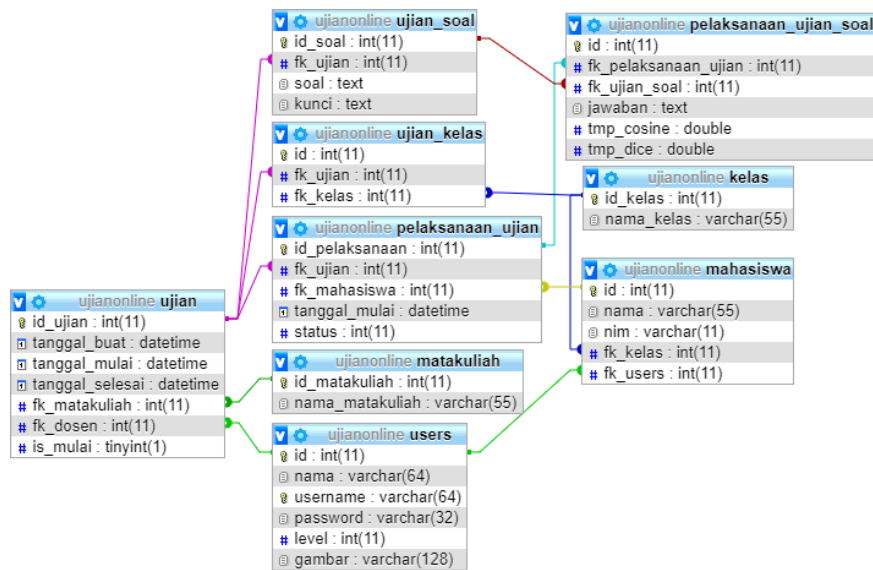 ujianonline ujian_soal
id_soal : int(11)
fk_ujian : int(11)
soal : text
kunci : text
ujianonline pelaksanaan_ujian_soal
id : int(11)
fk_pelaksanaan_ujian : int(11)
fk_ujian_soal : int(11)
jawaban : text
tmp_cosine : double
tmp_dice : double
ujianonline ujian_kelas
id : int(11)
fk_ujian : int(11)
fk_kelas : int(11)
ujianonline kelas
id_kelas : int(11)
nama_kelas : varchar(55)
ujianonline pelaksanaan_ujian
id_pelaksanaan : int(11)
fk_ujian : int(11)
fk_mahasiswa : int(11)
tanggal_mulai : datetime
status : int(11)
ujianonline mahasiswa
id : int(11)
nama : varchar(55)
nim : varchar(11)
fk_kelas : int(11)
fk_users : int(11)
ujianonline ujian
id_ujian : int(11)
tanggal_buat : datetime
tanggal_mulai : datetime
tanggal_selesai : datetime
fk_matakuliah : int(11)
fk_dosen : int(11)
is_mulai : tinyint(1)
ujianonline matakuliah
id_matakuliah : int(11)
nama_matakuliah : varchar(55)
ujianonline users
id : int(11)
nama : varchar(64)
username : varchar(64)
password : varchar(32)
level : int(11)
gambar : varchar(128)